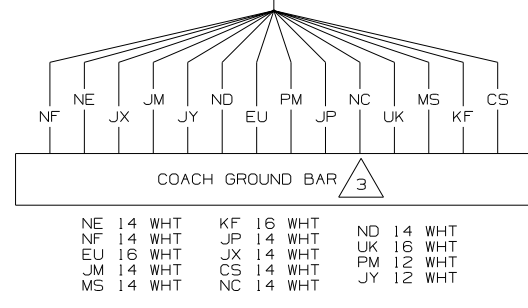 JM ND PM NC MS CS
NE
NF JX JY EU JP UK KF
COACH GROUND BAR 3
NE 14 WHT KF 16 WHT
NF 14 WHT JP 14 WHT ND 14 WHT
EU 16 WHT JX 14 WHT UK 16 WHT
JM 14 WHT CS 14 WHT PM 12 WHT
MS 14 WHT NC 14 WHT JY 12 WHT